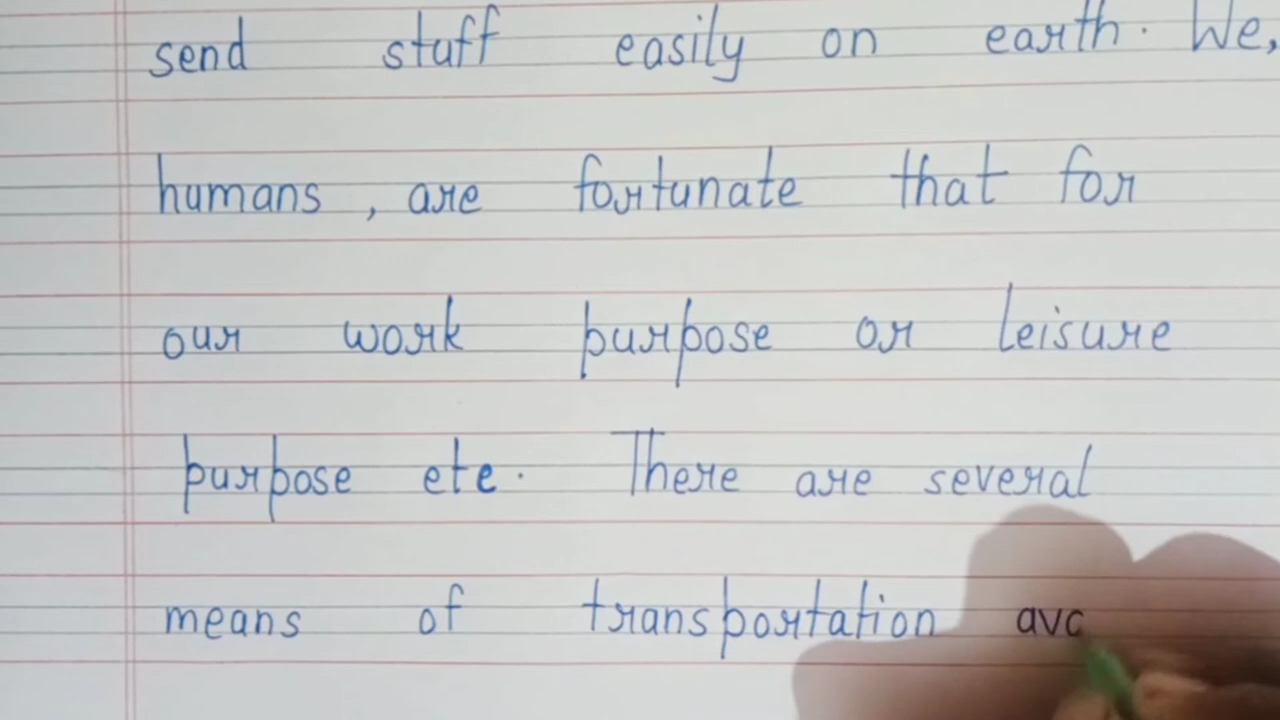 send stuff easily on earth. We,
humans, are fortunate that for
our work purpose or leisure
purpose ete. There are several
means of transportation